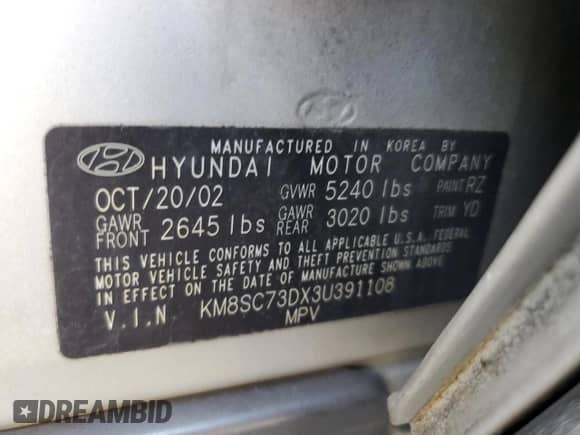 MANUFACTURED IN KOREA BY
HYUNDAI MOTOR COMPANY
OCT/20/02 GVWR 5240 lbs PAINT RZ
GAWR FRONT 2645 lbs GAWR REAR 3020 lbs TRIM YD
THIS VEHICLE CONFORMS TO ALL APPLICABLE U.S.A. FEDERAL
MOTOR VEHICLE SAFETY AND THEFT PREVENTION STANDARDS
IN EFFECT ON THE DATE OF MANUFACTURE SHOWN ABOVE
V.I.N KM8SC73DX3U391108
MPV
DREAMBID